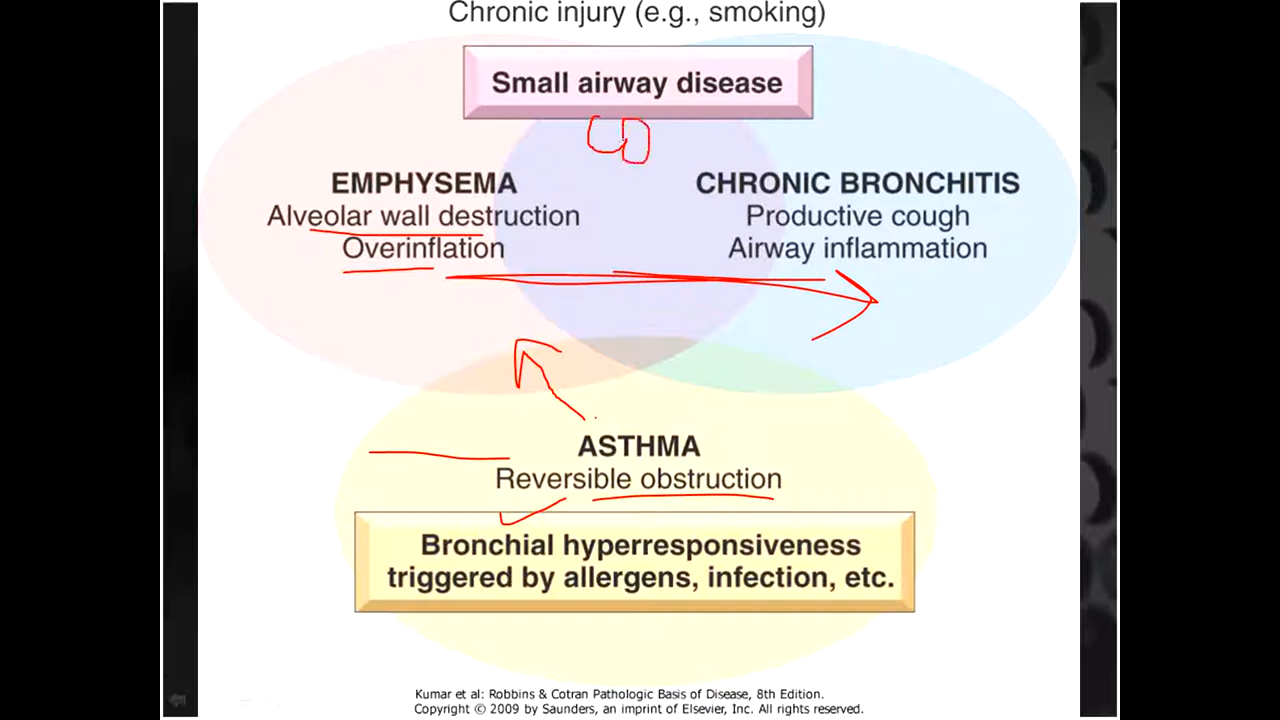 Chronic injury (e.g., smoking)
Small airway disease
EMPHYSEMA
Alveolar wall destruction
Overinflation
CHRONIC BRONCHITIS
Productive cough
Airway inflammation
ASTHMA
Reversible obstruction
Bronchial hyperresponsiveness
triggered by allergens, infection, etc.
Kumar et al: Robbins & Cotran Pathologic Basis of Disease, 8th Edition.
Copyright © 2009 by Saunders, an imprint of Elsevier, Inc. All rights reserved.